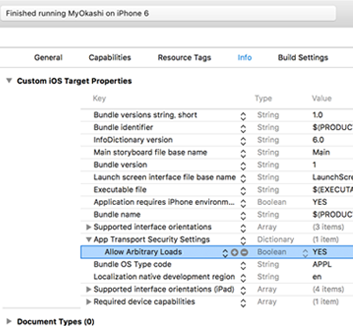 Finished running MyOkashi on iPhone 6
General Capabilities Resource Tags Info Build Settings
Custom iOS Target Properties
Key Type Value
Bundle versions string, short String 1.0
Bundle identifier String $(PRODUC
InfoDictionary version String 6.0
Main storyboard file base name String Main
Bundle version String 1
Launch screen interface file base name String LaunchScre
Executable file String $(EXECUTA
Application requires iPhone environm... Boolean YES
Bundle name String $(PRODUCT
Supported interface orientations Array (3 items)
App Transport Security Settings Dictionary (1 item)
Allow Arbitrary Loads Boolean YES
Bundle OS Type code String APPL
Localization native development region String en
Supported interface orientations (iPad) Array (4 items)
Required device capabilities Array (1 item)
Document Types (0)